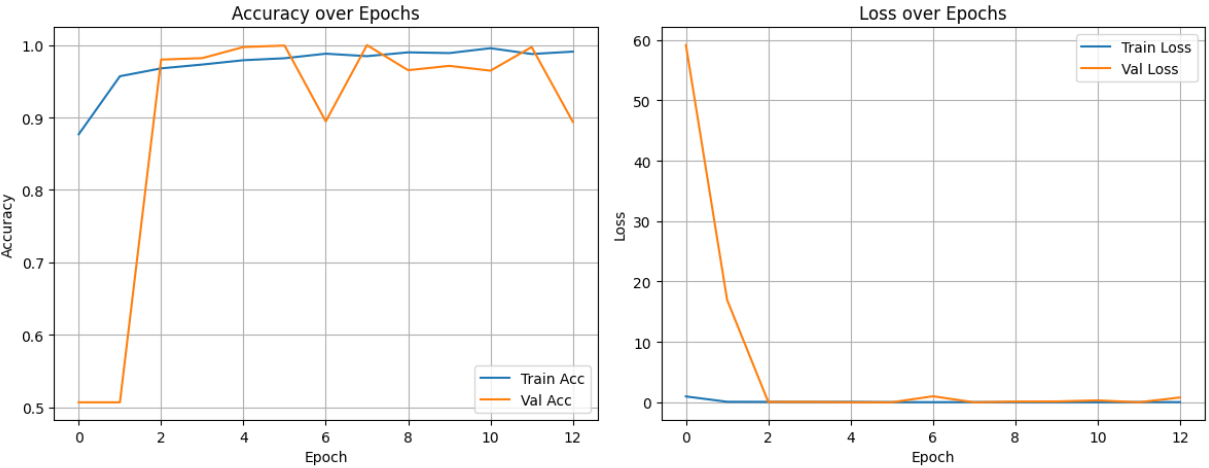 Accuracy over Epochs
1.0
0.9
0.8
0.7
0.6
0.5
Accuracy
0 2 4 6 8 10 12
Epoch
Train Acc
Val Acc
Loss over Epochs
60
50
40
30
20
10
0
Loss
0 2 4 6 8 10 12
Epoch
Train Loss
Val Loss